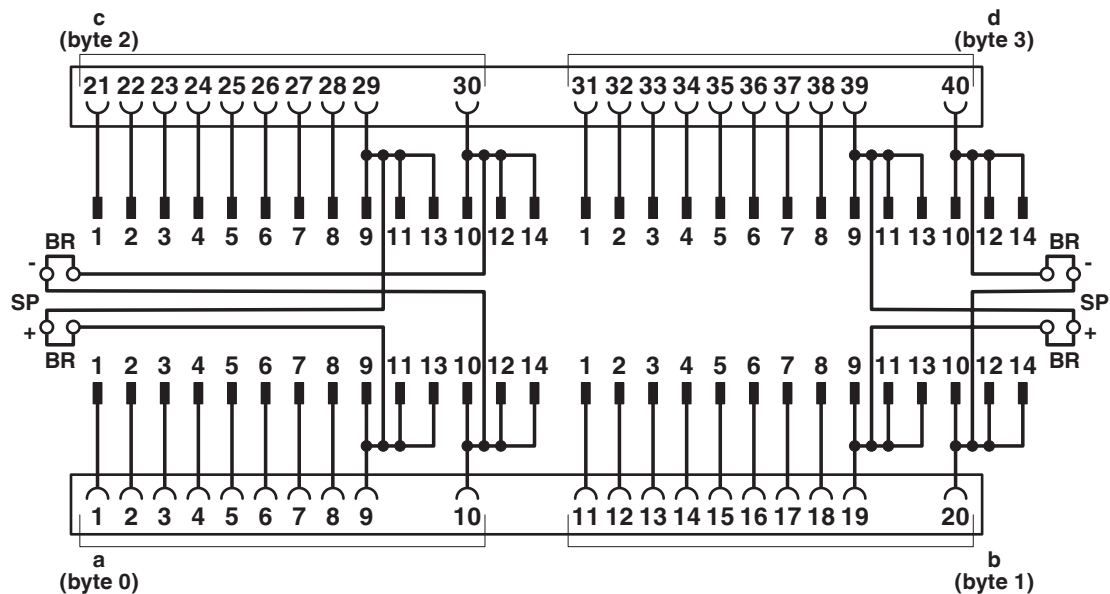 c d
(byte 2) (byte 3)
21 22 23 24 25 26 27 28 29 30 31 32 33 34 35 36 37 38 39 40
1 2 3 4 5 6 7 8 9 11 13 10 12 14 1 2 3 4 5 6 7 8 9 11 13 10 12 14
BR BR
- -
SP SP
+ +
BR BR
1 2 3 4 5 6 7 8 9 11 13 10 12 14 1 2 3 4 5 6 7 8 9 11 13 10 12 14
1 2 3 4 5 6 7 8 9 10 11 12 13 14 15 16 17 18 19 20
a b
(byte 0) (byte 1)